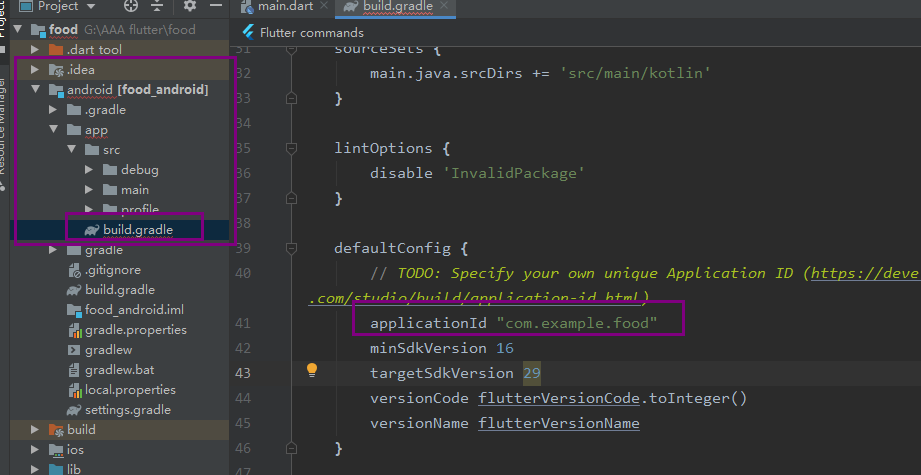 Project
main.dart
build.gradle
food G:\AAA flutter\food
Flutter commands
.dart tool
.idea
android [food_android]
.gradle
app
src
debug
main
profile
build.gradle
gradle
.gitignore
build.gradle
food_android.iml
gradle.properties
gradlew
gradlew.bat
local.properties
settings.gradle
build
ios
lib
Resource Manager
31 sourceSets {
32 main.java.srcDirs += 'src/main/kotlin'
33 }
34
35 lintOptions {
36 disable 'InvalidPackage'
37 }
38
39 defaultConfig {
40 // TODO: Specify your own unique Application ID (https://deve
.com/studio/build/application-id.html)
41 applicationId "com.example.food"
42 minSdkVersion 16
43 targetSdkVersion 29
44 versionCode flutterVersionCode.toInteger()
45 versionName flutterVersionName
46 }